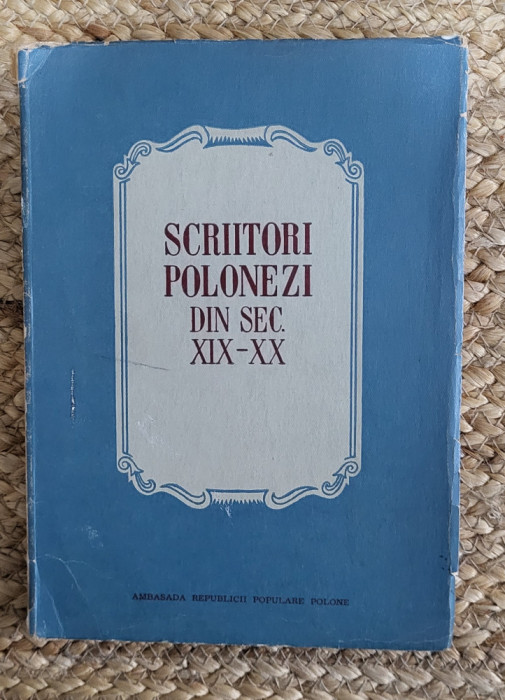 SCRIITORI
POLONEZI
DIN SEC.
XIX-XX
AMBASADA REPUBLICII POPULARE POLONE